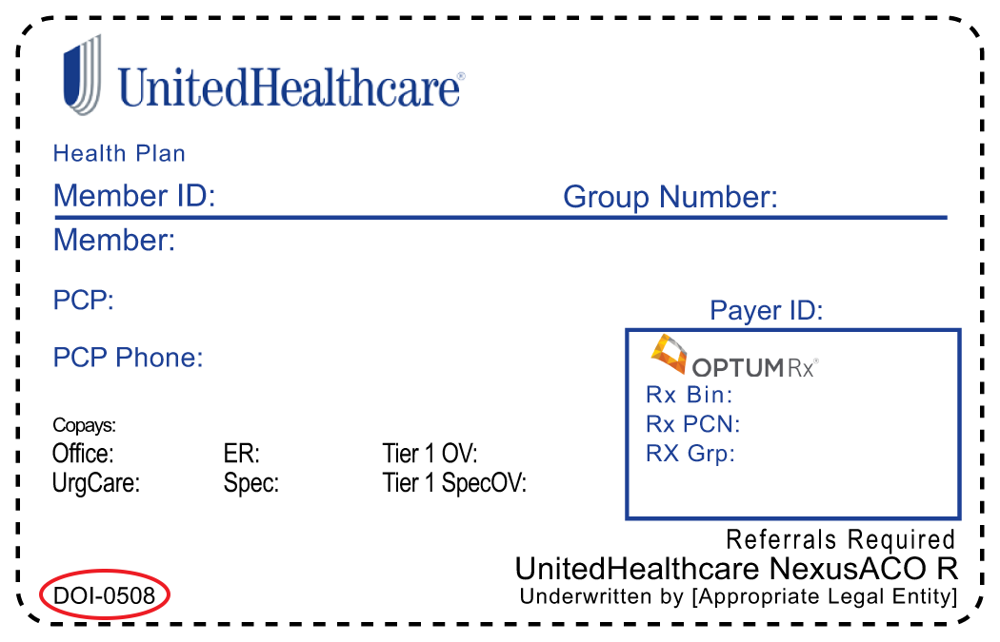 UnitedHealthcare®
Health Plan
Member ID: Group Number:
Member:
PCP:
Payer ID:
PCP Phone:
OPTUMRx®
Rx Bin:
Rx PCN:
RX Grp:
Copays:
Office: ER: Tier 1 OV:
UrgCare: Spec: Tier 1 SpecOV:
Referrals Required
UnitedHealthcare NexusACO R
DOI-0508 Underwritten by [Appropriate Legal Entity]